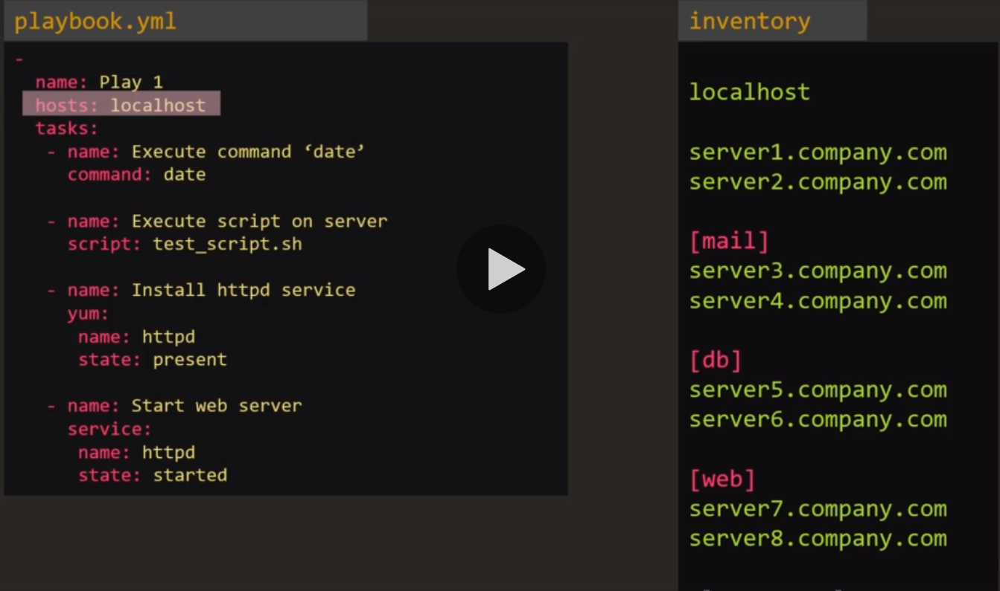 playbook.yml
-
name: Play 1
hosts: localhost
tasks:
- name: Execute command ‘date’
command: date
- name: Execute script on server
script: test_script.sh
- name: Install httpd service
yum:
name: httpd
state: present
- name: Start web server
service:
name: httpd
state: started
inventory
localhost
server1.company.com
server2.company.com
[mail]
server3.company.com
server4.company.com
[db]
server5.company.com
server6.company.com
[web]
server7.company.com
server8.company.com